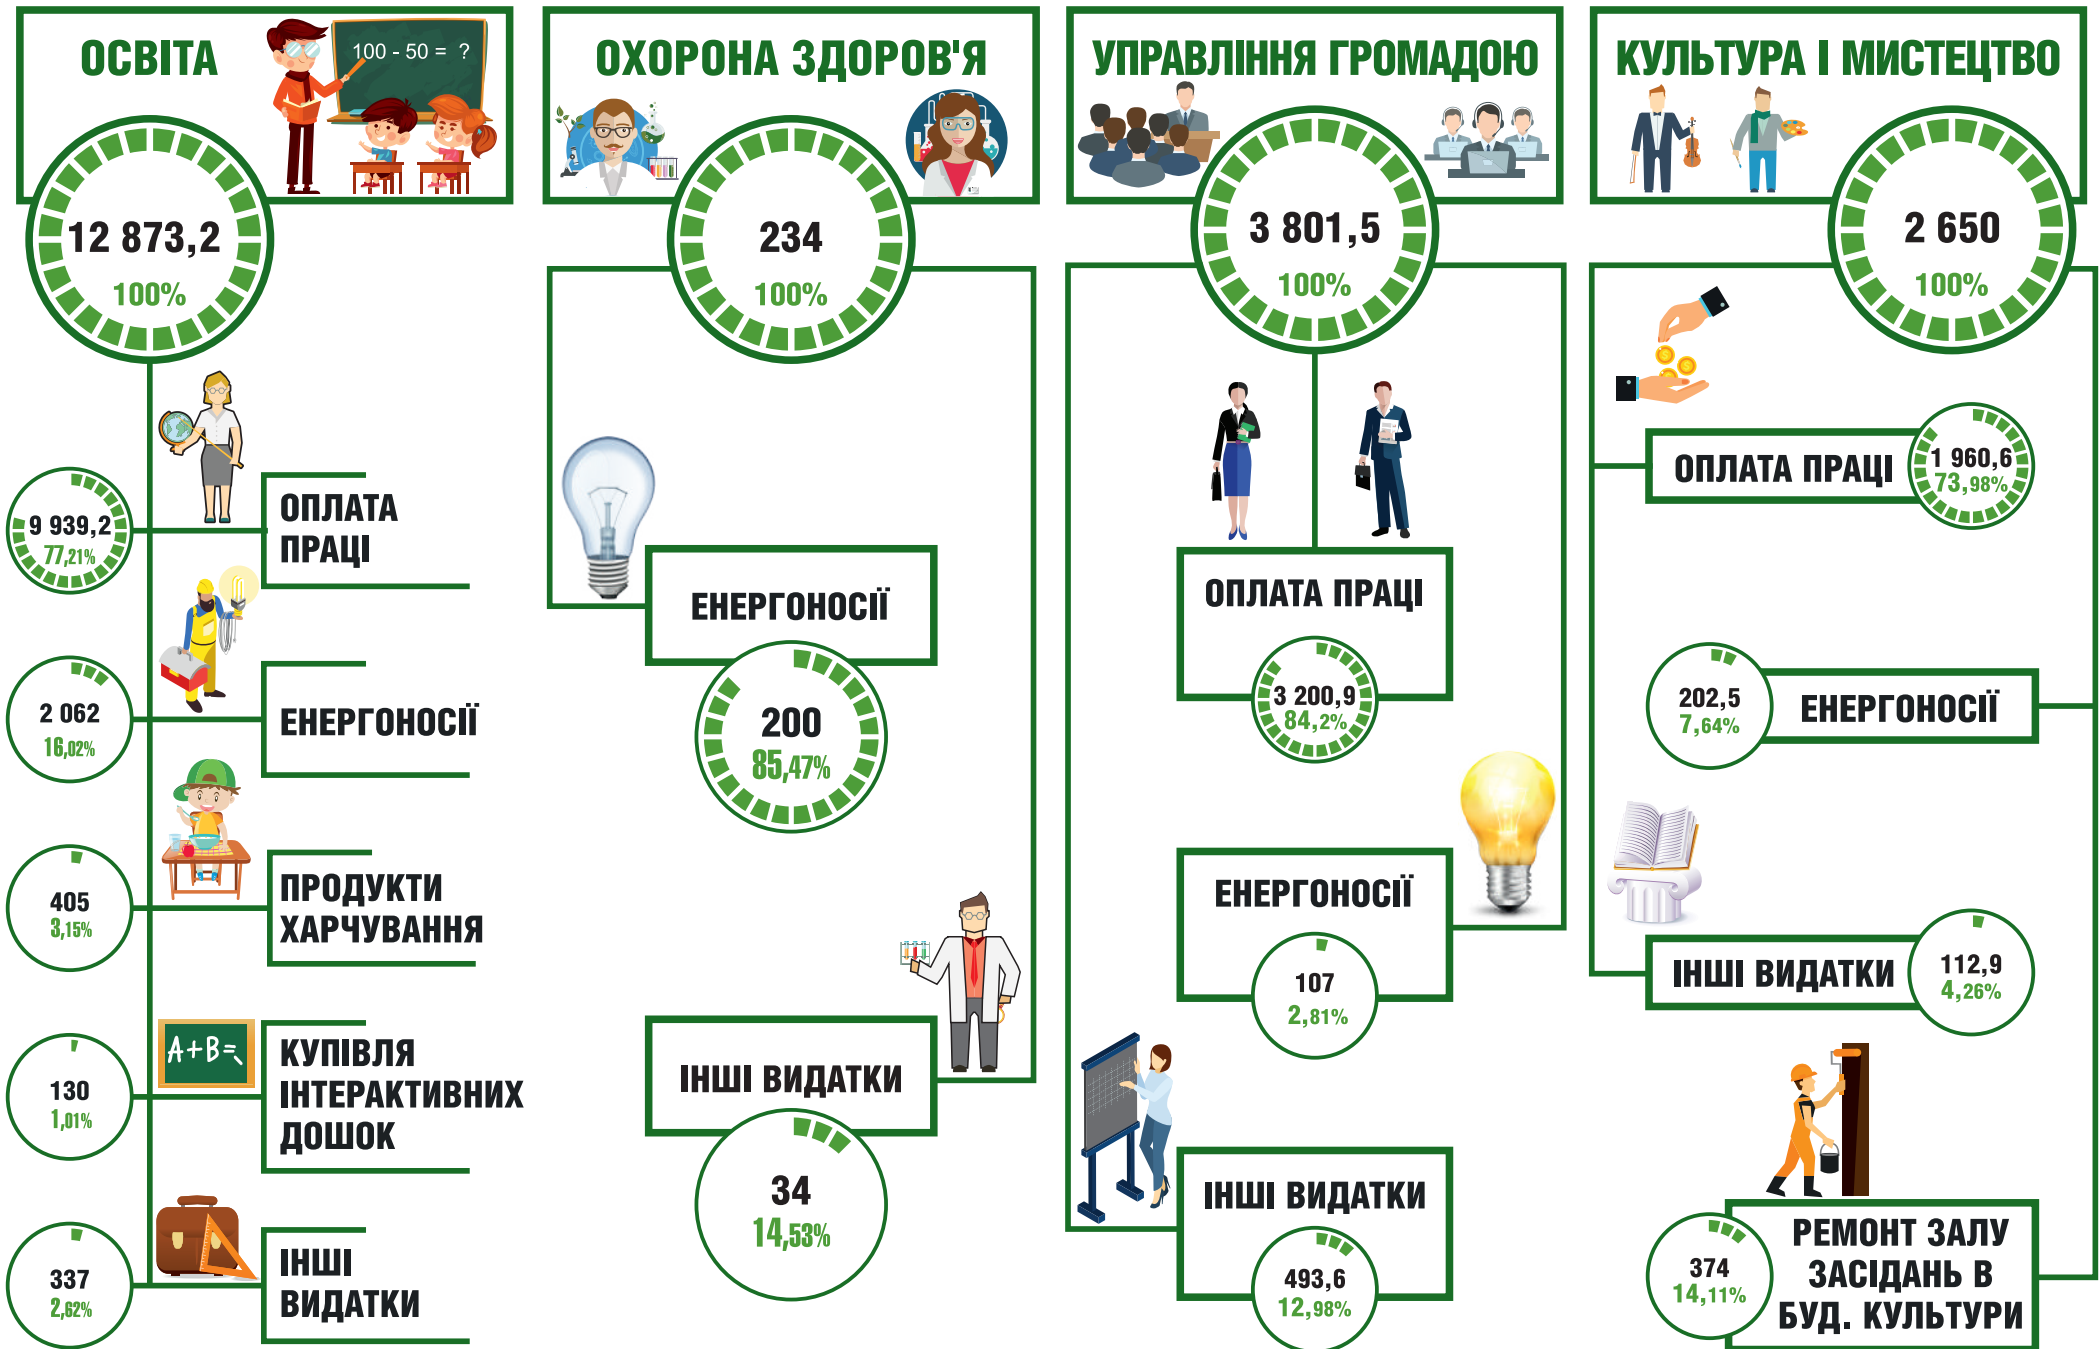 ОСВІТА
100 - 50 = ?
12 873,2
100%
9 939,2
77,21%
ОПЛАТА
ПРАЦІ
2 062
16,02%
ЕНЕРГОНОСІЇ
405
3,15%
ПРОДУКТИ
ХАРЧУВАННЯ
A+B=
130
1,01%
КУПІВЛЯ
ІНТЕРАКТИВНИХ
ДОШОК
337
2,62%
ІНШІ
ВИДАТКИ
ОХОРОНА ЗДОРОВ'Я
234
100%
ЕНЕРГОНОСІЇ
200
85,47%
ІНШІ ВИДАТКИ
34
14,53%
УПРАВЛІННЯ ГРОМАДОЮ
3 801,5
100%
ОПЛАТА ПРАЦІ
3 200,9
84,2%
ЕНЕРГОНОСІЇ
107
2,81%
ІНШІ ВИДАТКИ
493,6
12,98%
КУЛЬТУРА І МИСТЕЦТВО
2 650
100%
ОПЛАТА ПРАЦІ
1 960,6
73,98%
202,5
7,64%
ЕНЕРГОНОСІЇ
ІНШІ ВИДАТКИ
112,9
4,26%
374
14,11%
РЕМОНТ ЗАЛУ
ЗАСІДАНЬ В
БУД. КУЛЬТУРИ